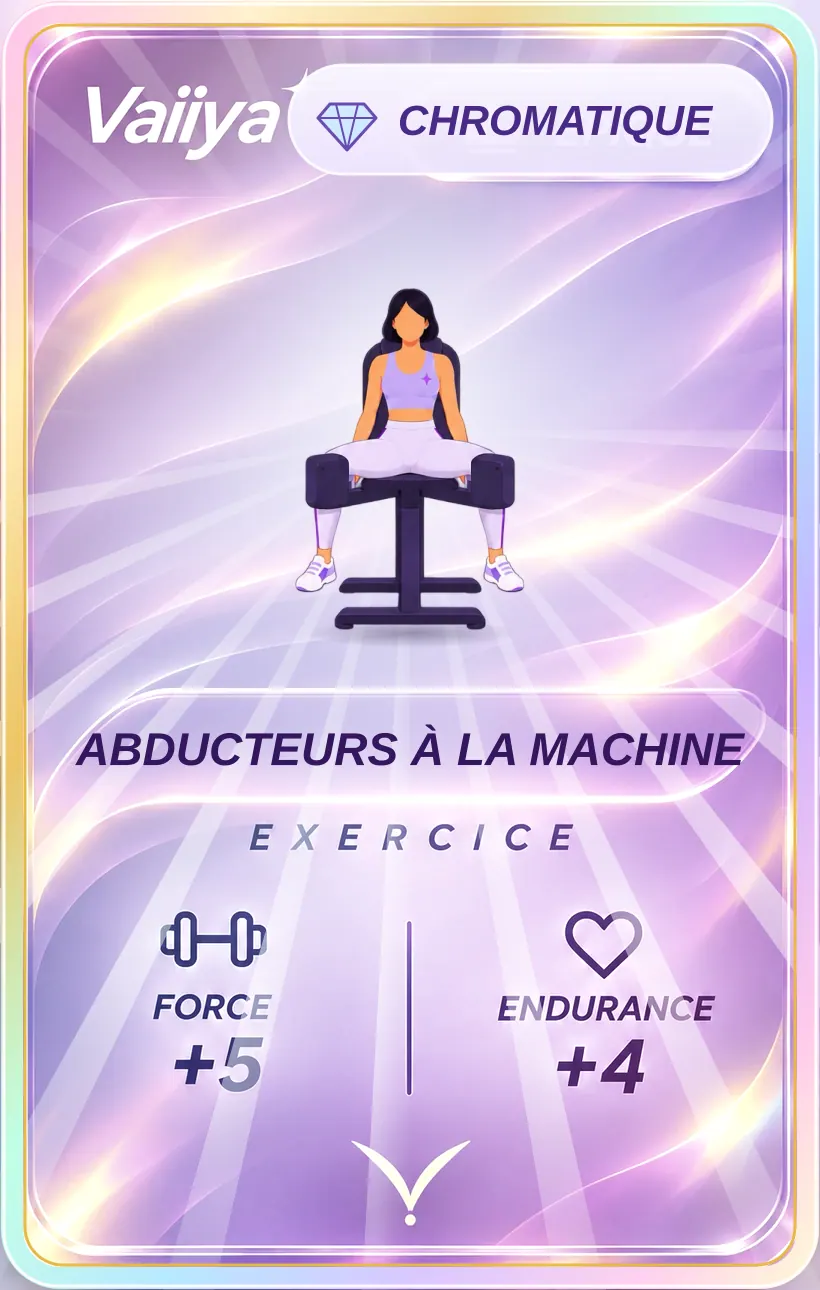 Vaiiya
CHROMATIQUE
ABDUCTEURS À LA MACHINE
EXERCICE
FORCE
+5
ENDURANCE
+4